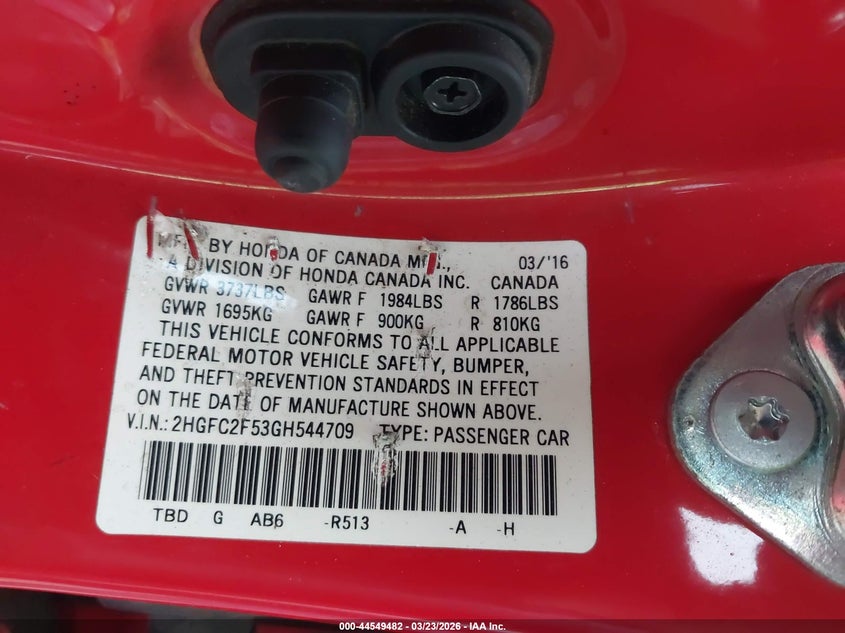 MFD. BY HONDA OF CANADA MFG., 03/'16
A DIVISION OF HONDA CANADA INC. CANADA
GVWR 3737LBS GAWR F 1984LBS R 1786LBS
GVWR 1695KG GAWR F 900KG R 810KG
THIS VEHICLE CONFORMS TO ALL APPLICABLE
FEDERAL MOTOR VEHICLE SAFETY, BUMPER,
AND THEFT PREVENTION STANDARDS IN EFFECT
ON THE DATE OF MANUFACTURE SHOWN ABOVE.
V.I.N.: 2HGFC2F53GH544709 TYPE: PASSENGER CAR
TBD G AB6 -R513 -A -H
000-44549482 - 03/23/2026 - IAA Inc.